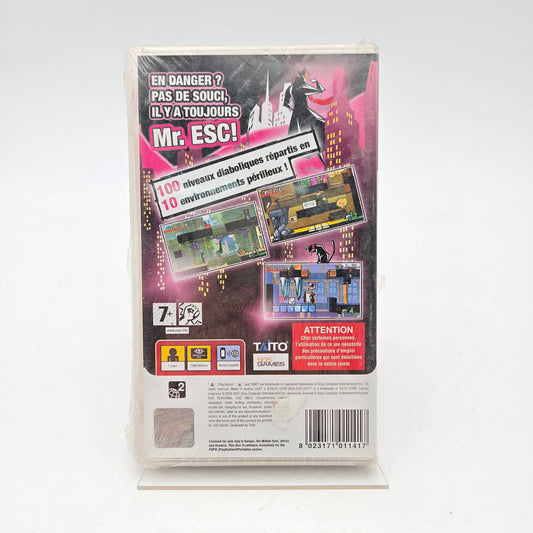 EN DANGER ?
PAS DE SOUCI,
IL Y A TOUJOURS
Mr. ESC!
100 niveaux diaboliques répartis en
10 environnements périlleux !
7+
www.pegi.info
TAITO
505 GAMES
ATTENTION
Chez certaines personnes,
l'utilisation de ce jeu nécessite
des précautions d'emploi
particulières qui sont détaillées
dans la notice jointe
2
Licensed for sale only in Europe, the Middle East, Africa
and Oceania. This disc is software exclusively for the
PSP® (PlayStation®Portable) system.
8 023171 011417